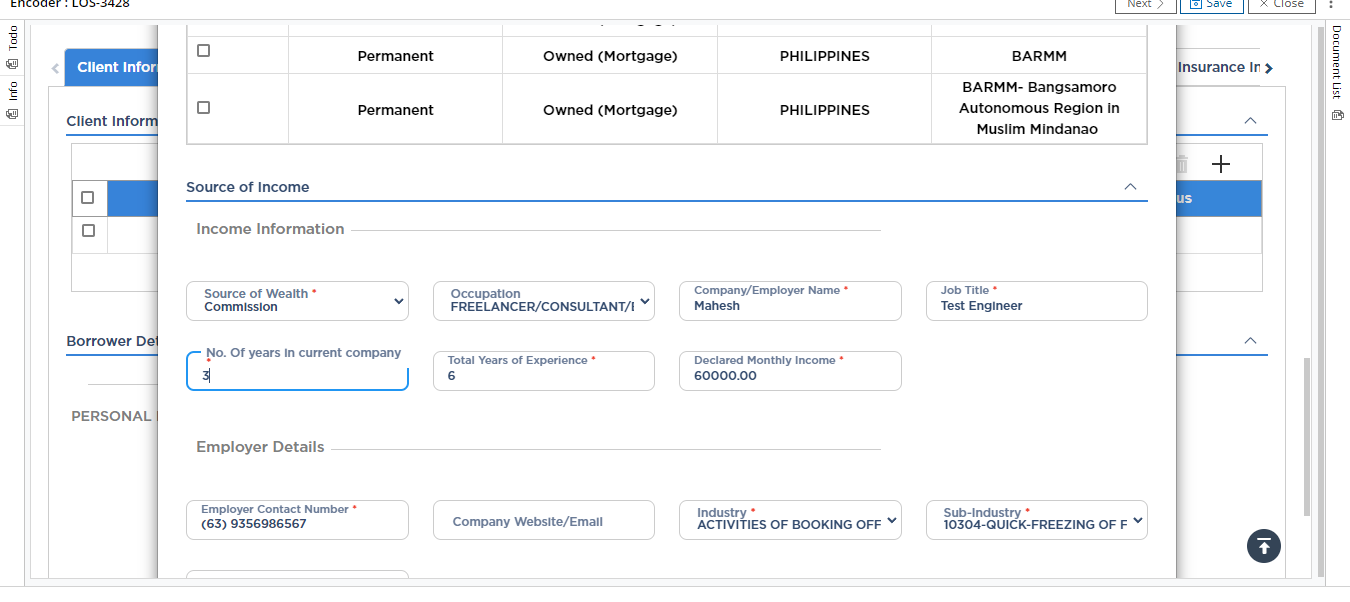 Encoder : LOS-3428
Next
Save
Close
Todo
Info
Document List
Client Infor
Insurance In
Permanent Owned (Mortgage) PHILIPPINES BARMM
Permanent Owned (Mortgage) PHILIPPINES BARMM- Bangsamoro
Autonomous Region in
Muslim Mindanao
Client Inform
us
Borrower Det
PERSONAL
Source of Income
Income Information
Source of Wealth *
Commission
Occupation
FREELANCER/CONSULTANT/
Company/Employer Name *
Mahesh
Job Title *
Test Engineer
No. Of years in current company
*
3
Total Years of Experience *
6
Declared Monthly Income *
60000.00
Employer Details
Employer Contact Number *
(63) 9356986567
Company Website/Email
Industry *
ACTIVITIES OF BOOKING OFF
Sub-Industry *
10304-QUICK-FREEZING OF F